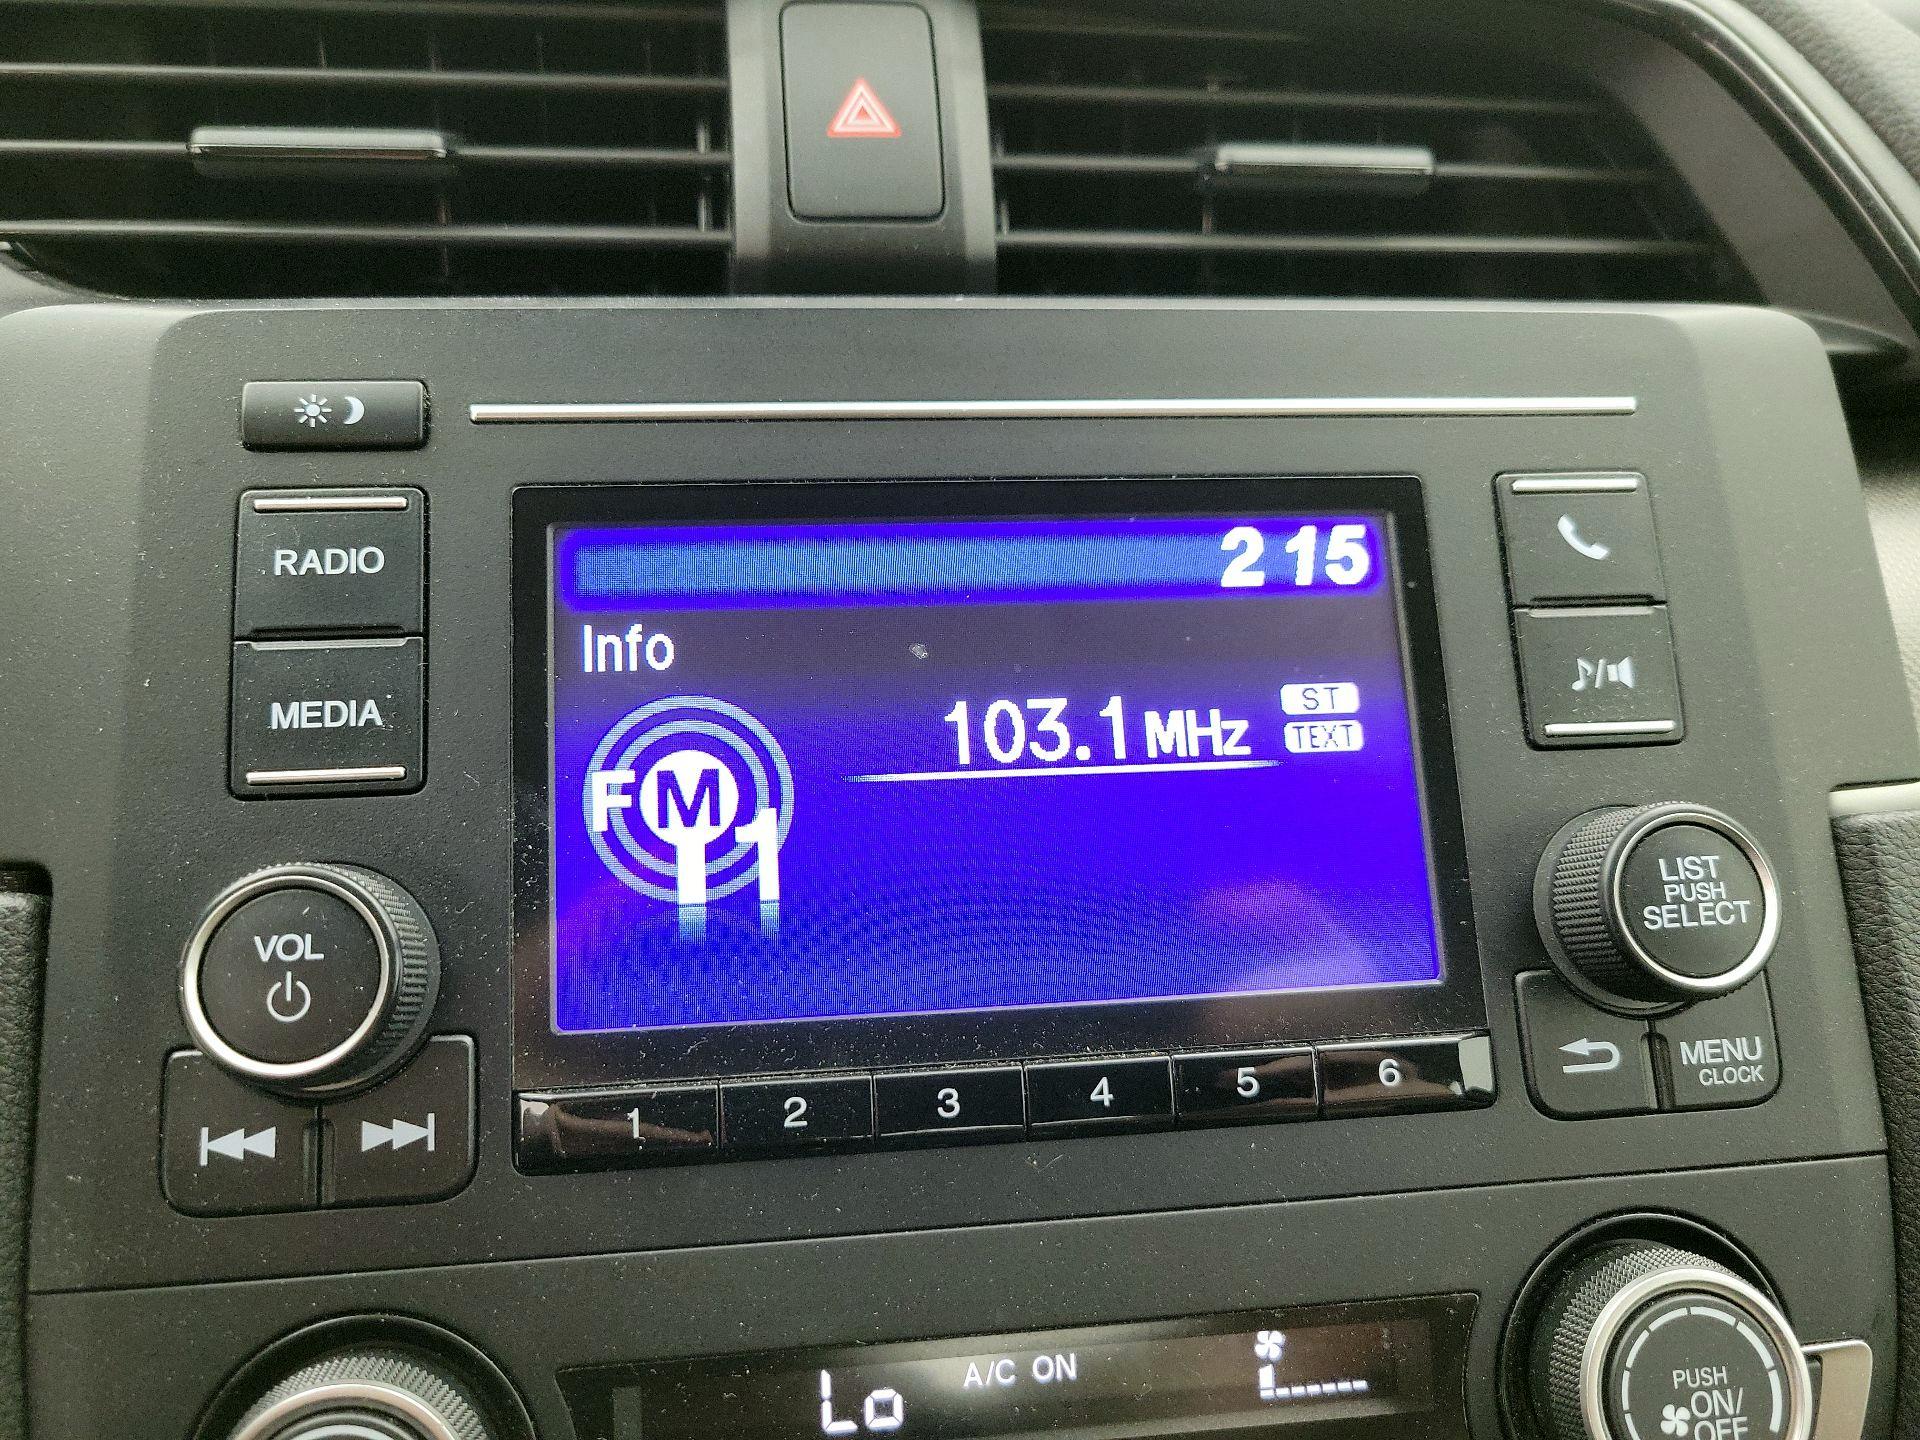 RADIO
MEDIA
VOL
2 15
Info
103.1 MHz
ST
TEXT
FM
1
LIST
PUSH
SELECT
MENU
CLOCK
1 2 3 4 5 6
Lo
A/C ON
PUSH
ON/
OFF